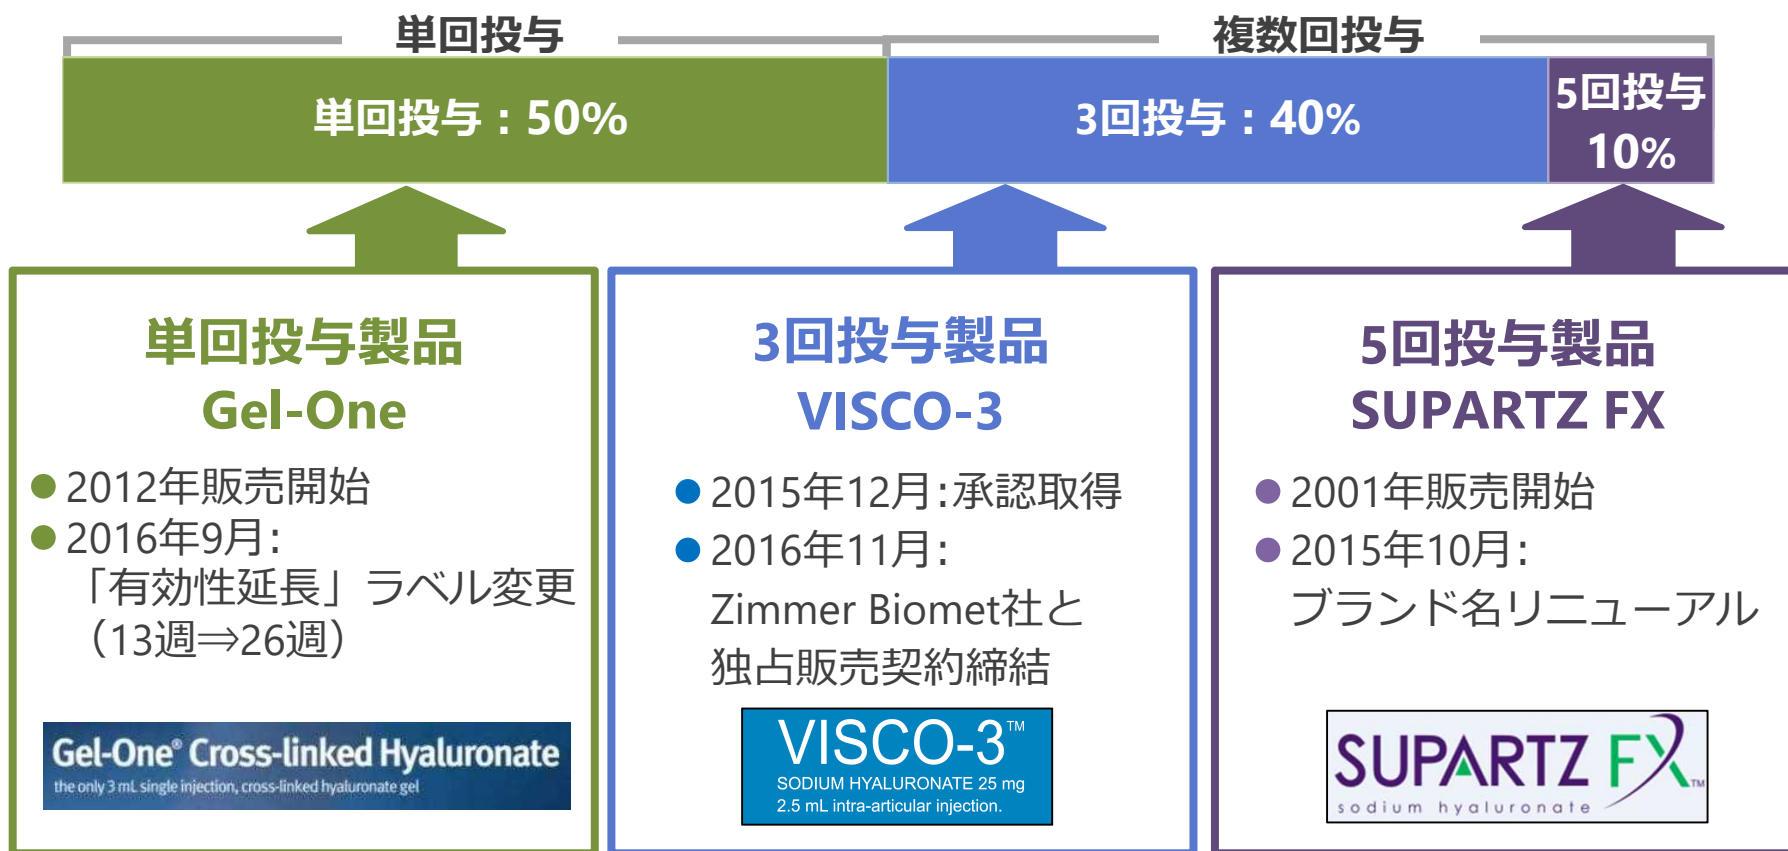 単回投与
複数回投与
単回投与：50%
3回投与：40%
5回投与
10%
単回投与製品
Gel-One
● 2012年販売開始
● 2016年9月：
「有効性延長」ラベル変更
（13週⇒26週）
Gel-One® Cross-linked Hyaluronate
the only 3 mL single injection, cross-linked hyaluronate gel
3回投与製品
VISCO-3
● 2015年12月：承認取得
● 2016年11月：
Zimmer Biomet社と
独占販売契約締結
VISCO-3™
SODIUM HYALURONATE 25 mg
2.5 mL intra-articular injection.
5回投与製品
SUPARTZ FX
● 2001年販売開始
● 2015年10月：
ブランド名リニューアル
SUPARTZ FX™
sodium hyaluronate